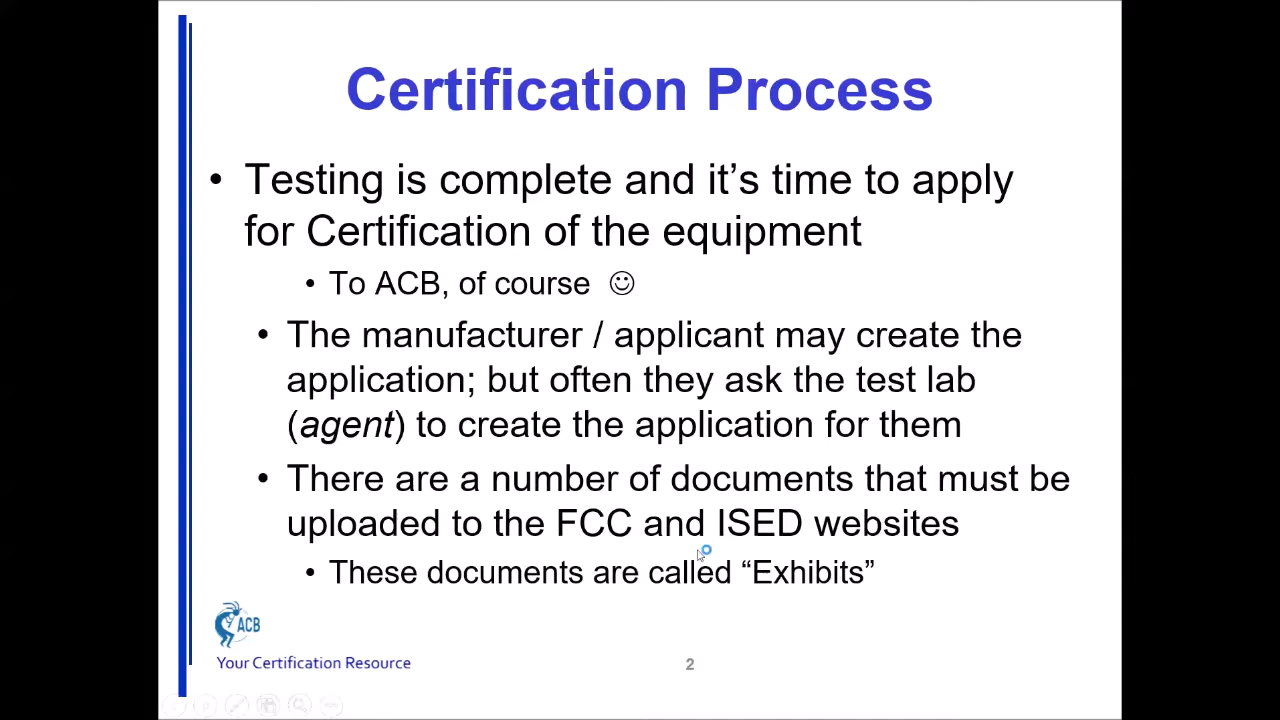 Certification Process
• Testing is complete and it’s time to apply
for Certification of the equipment
• To ACB, of course ☺
• The manufacturer / applicant may create the
application; but often they ask the test lab
(agent) to create the application for them
• There are a number of documents that must be
uploaded to the FCC and ISED websites
• These documents are called “Exhibits”
ACB
Your Certification Resource
2